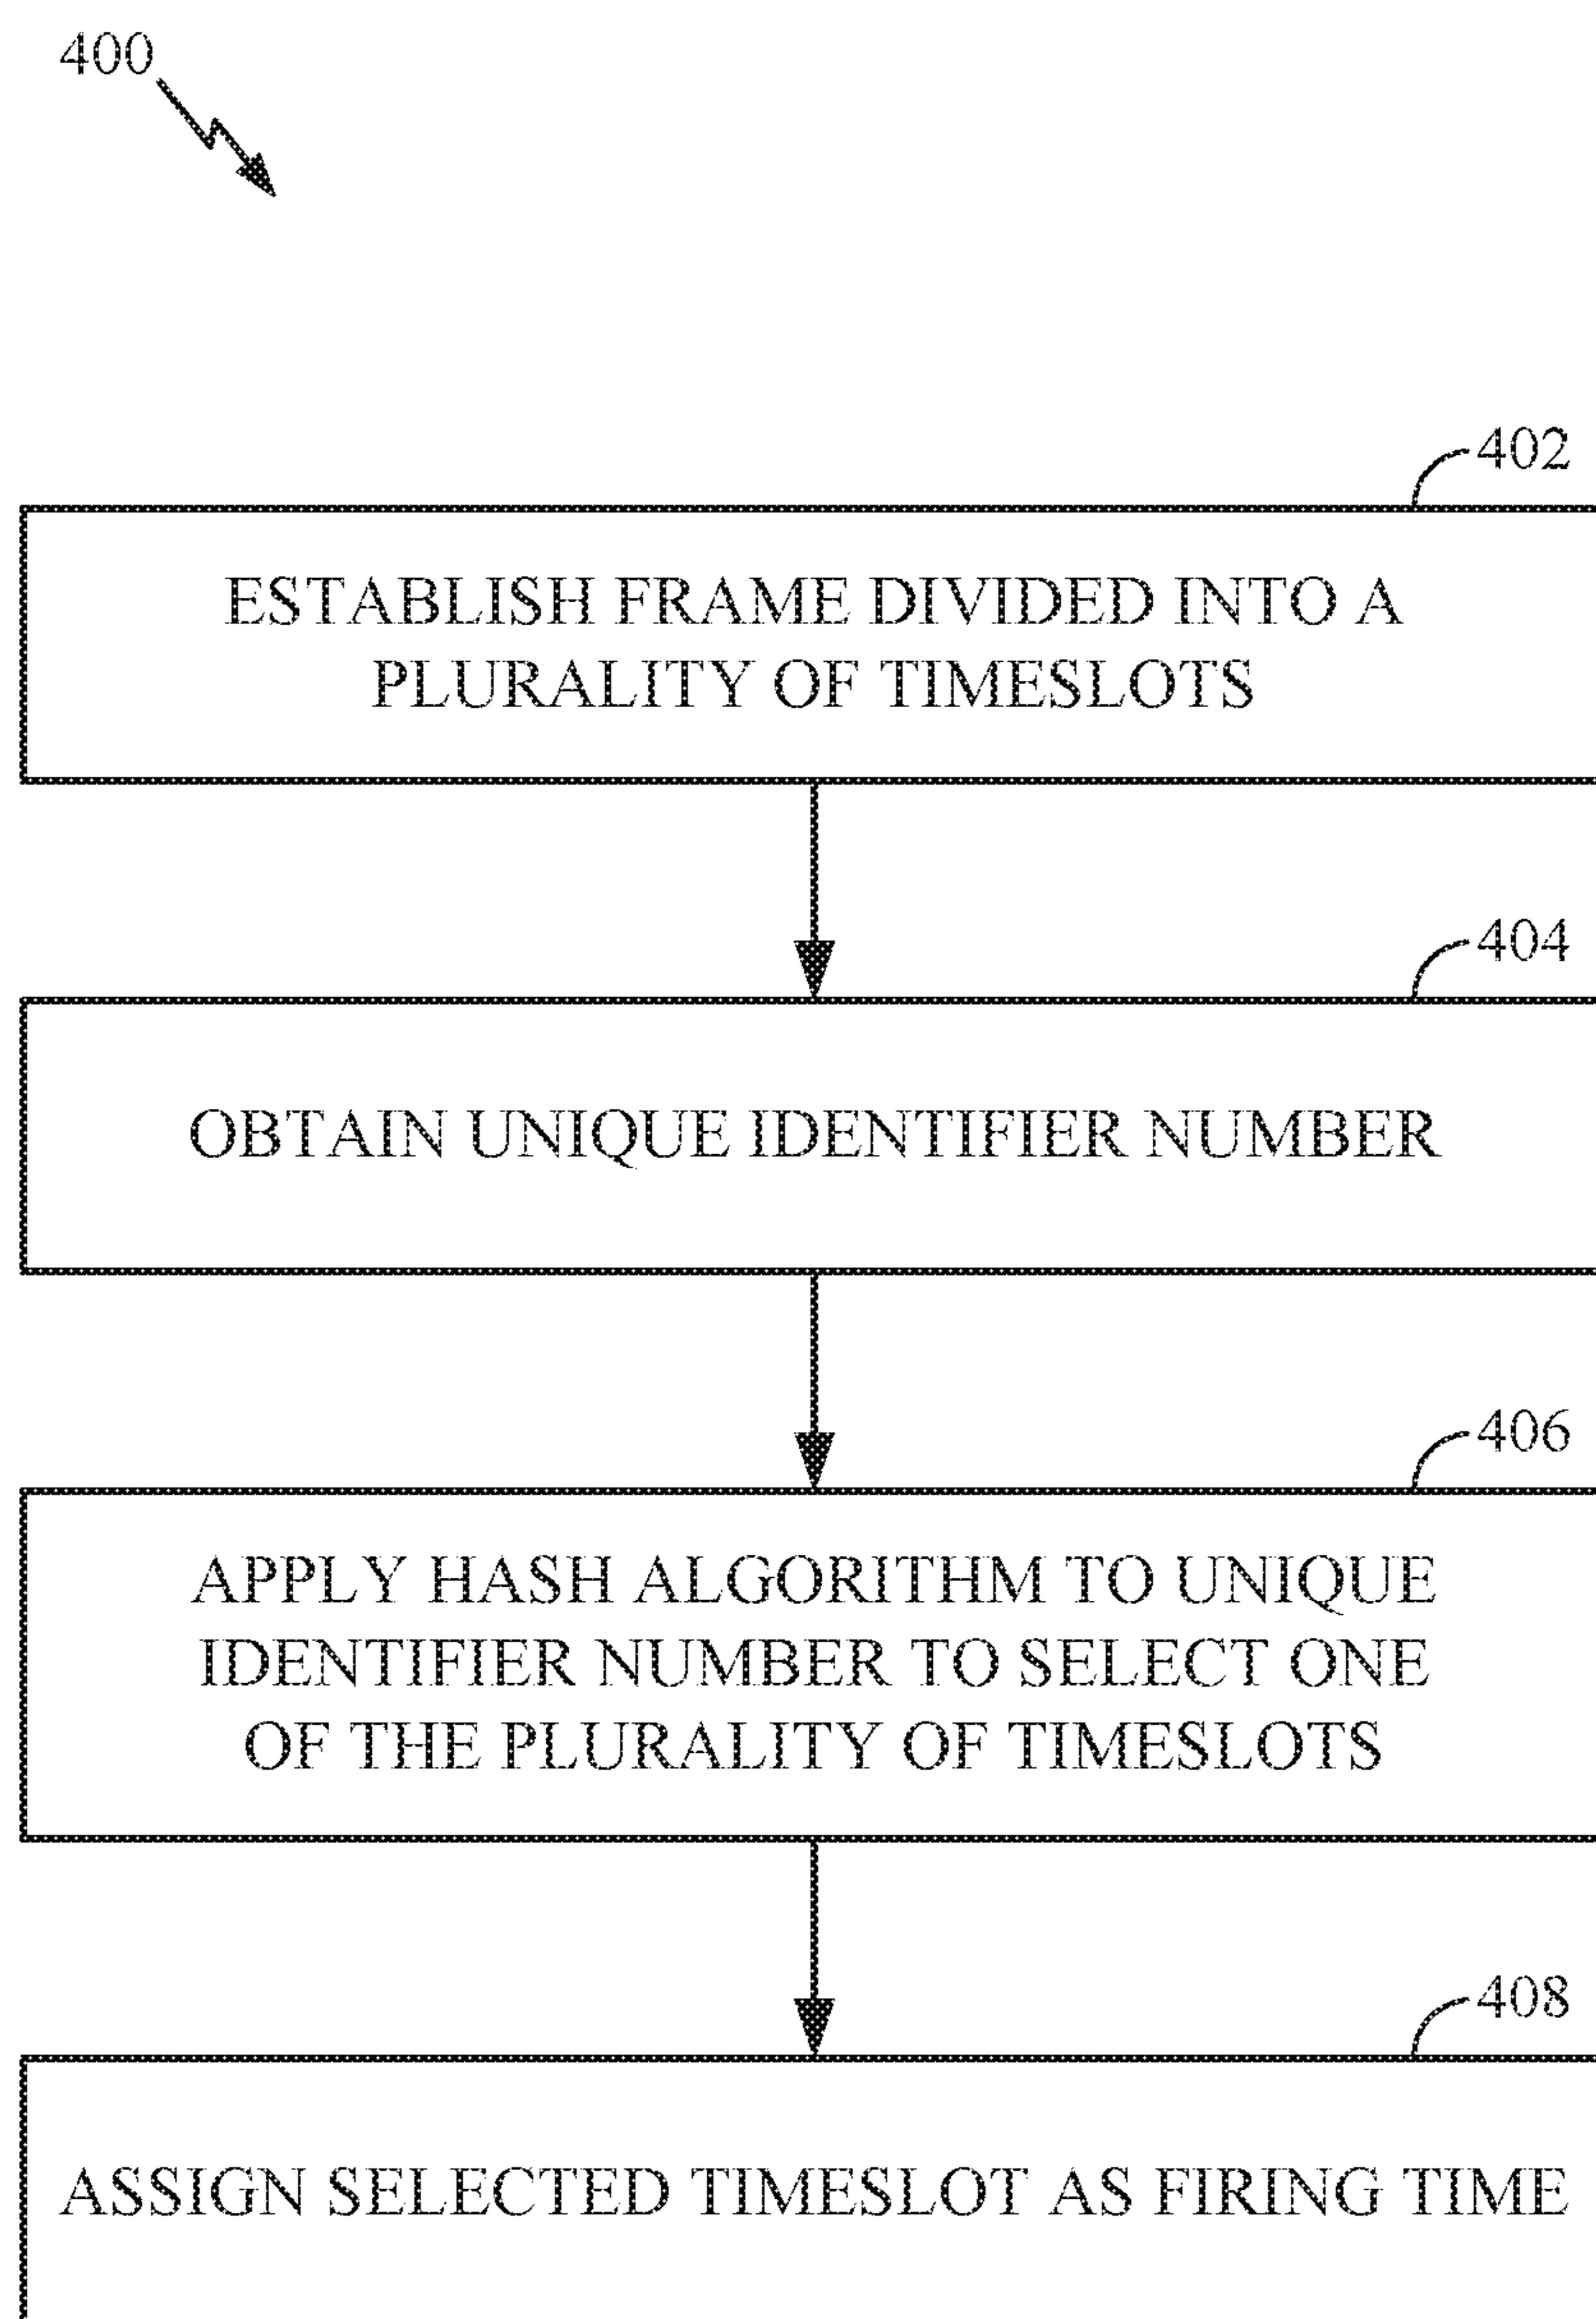 400
402
ESTABLISH FRAME DIVIDED INTO A
PLURALITY OF TIMESLOTS
404
OBTAIN UNIQUE IDENTIFIER NUMBER
406
APPLY HASH ALGORITHM TO UNIQUE
IDENTIFIER NUMBER TO SELECT ONE
OF THE PLURALITY OF TIMESLOTS
408
ASSIGN SELECTED TIMESLOT AS FIRING TIME